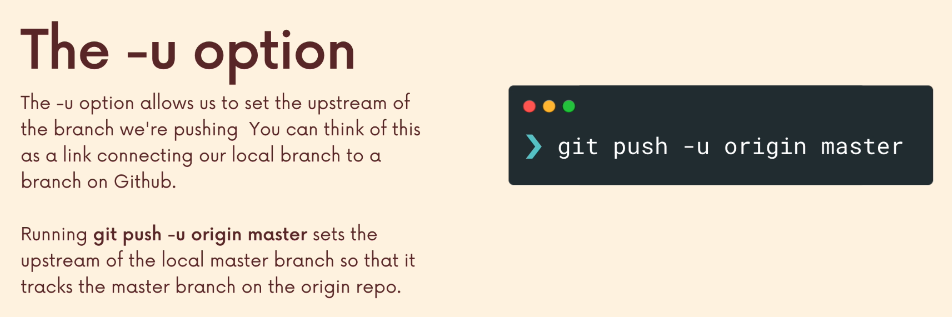 The -u option
The -u option allows us to set the upstream of
the branch we're pushing  You can think of this
as a link connecting our local branch to a
branch on Github.
Running git push -u origin master sets the
upstream of the local master branch so that it
tracks the master branch on the origin repo.
❯ git push -u origin master